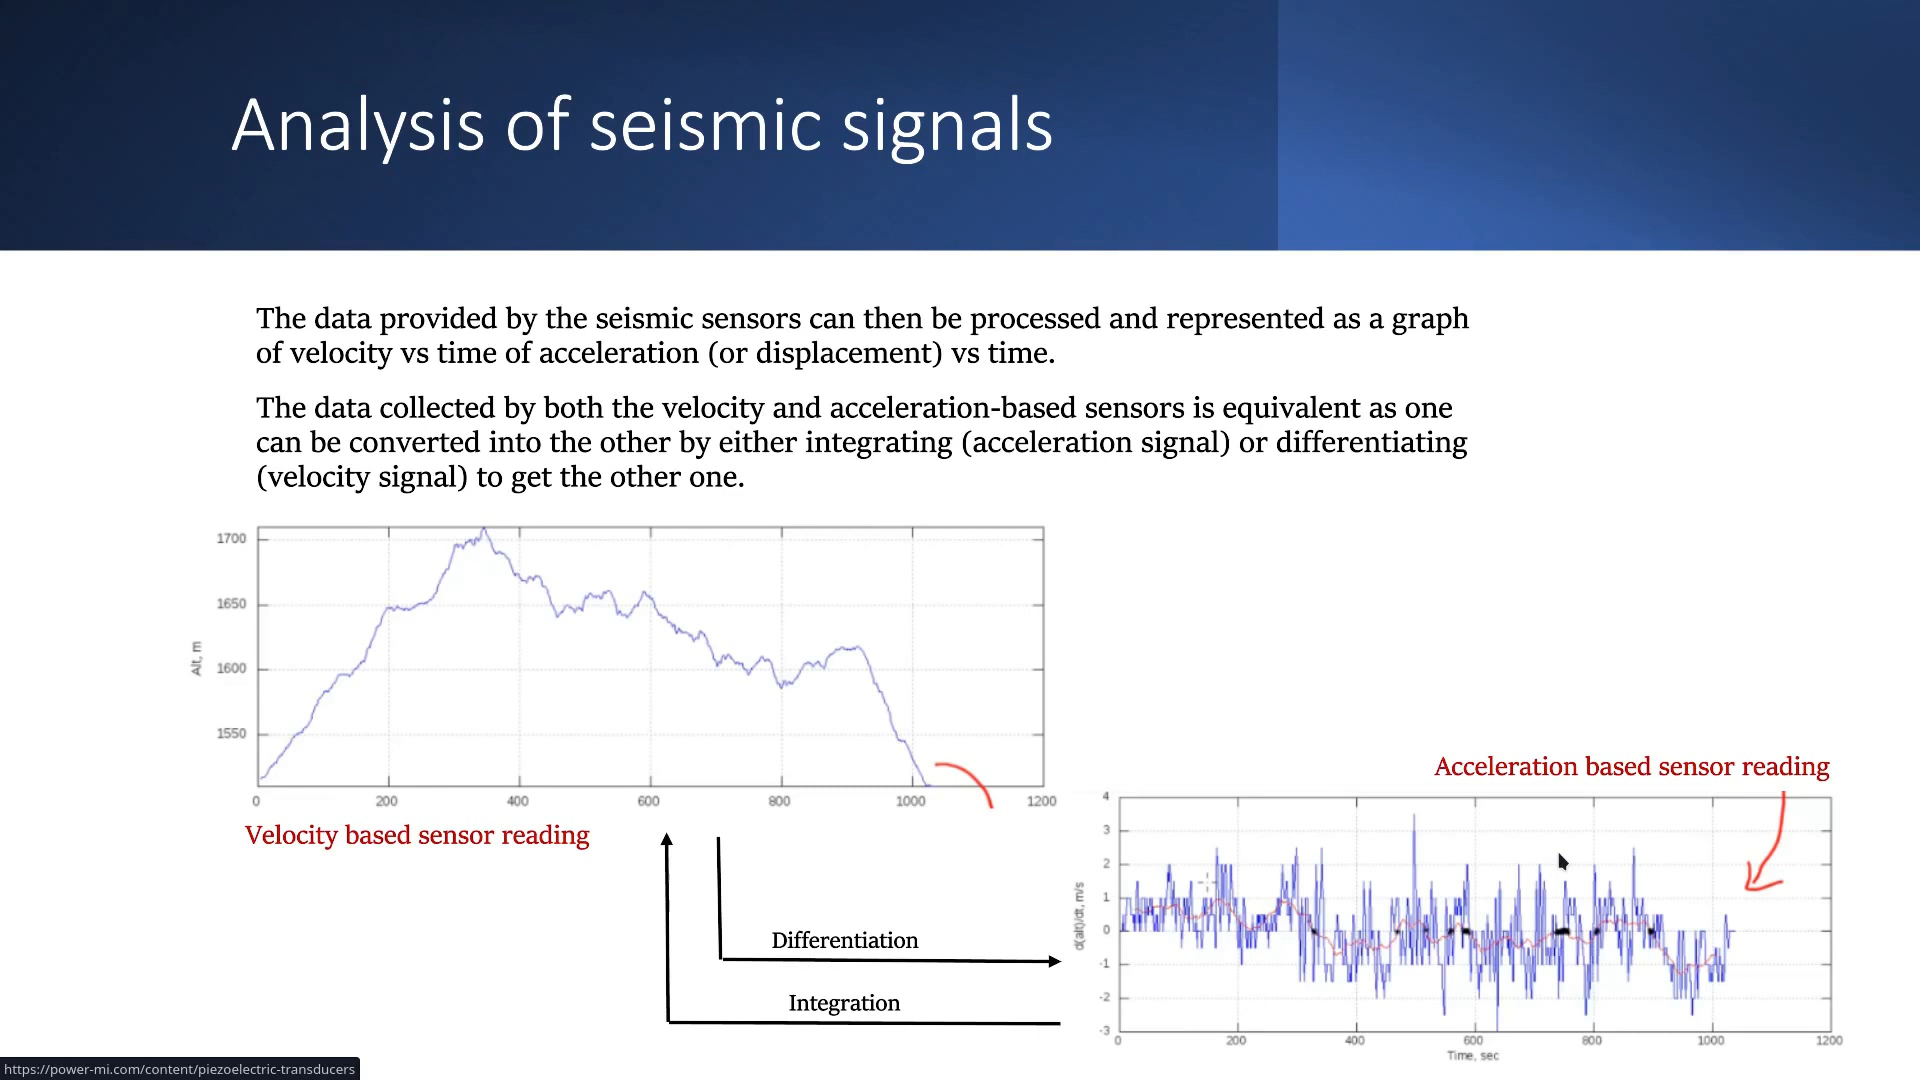 Analysis of seismic signals
The data provided by the seismic sensors can then be processed and represented as a graph
of velocity vs time of acceleration (or displacement) vs time.
The data collected by both the velocity and acceleration-based sensors is equivalent as one
can be converted into the other by either integrating (acceleration signal) or differentiating
(velocity signal) to get the other one.
1700
1650
1600
1550
Alt, m
0 200 400 600 800 1000 1200
Velocity based sensor reading
Acceleration based sensor reading
4
3
2
1
0
-1
-2
-3
d(alt)/dt, m/s
0 200 400 600 800 1000 1200
Time, sec
Differentiation
Integration
https://power-mi.com/content/piezoelectric-transducers